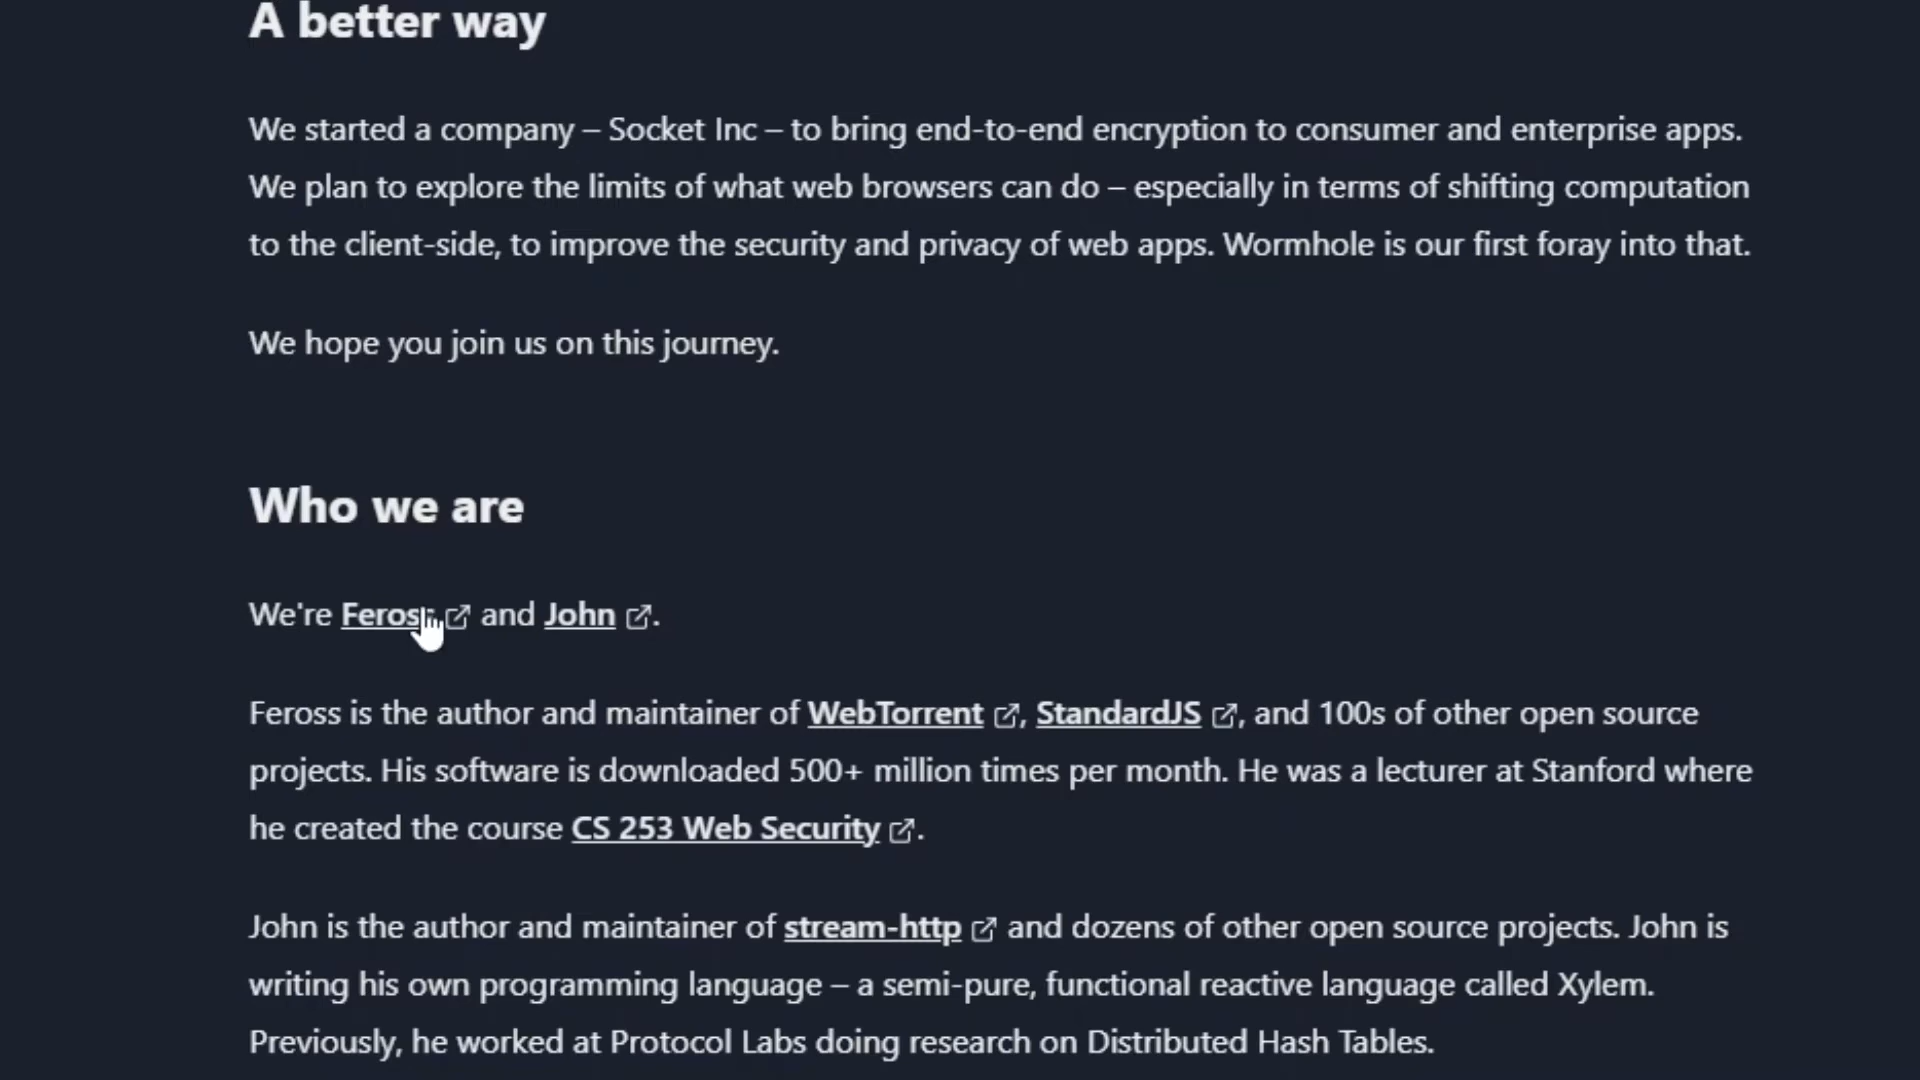 A better way
We started a company – Socket Inc – to bring end-to-end encryption to consumer and enterprise apps.
We plan to explore the limits of what web browsers can do – especially in terms of shifting computation
to the client-side, to improve the security and privacy of web apps. Wormhole is our first foray into that.
We hope you join us on this journey.
Who we are
We're Feross and John.
Feross is the author and maintainer of WebTorrent, StandardJS, and 100s of other open source
projects. His software is downloaded 500+ million times per month. He was a lecturer at Stanford where
he created the course CS 253 Web Security.
John is the author and maintainer of stream-http and dozens of other open source projects. John is
writing his own programming language – a semi-pure, functional reactive language called Xylem.
Previously, he worked at Protocol Labs doing research on Distributed Hash Tables.